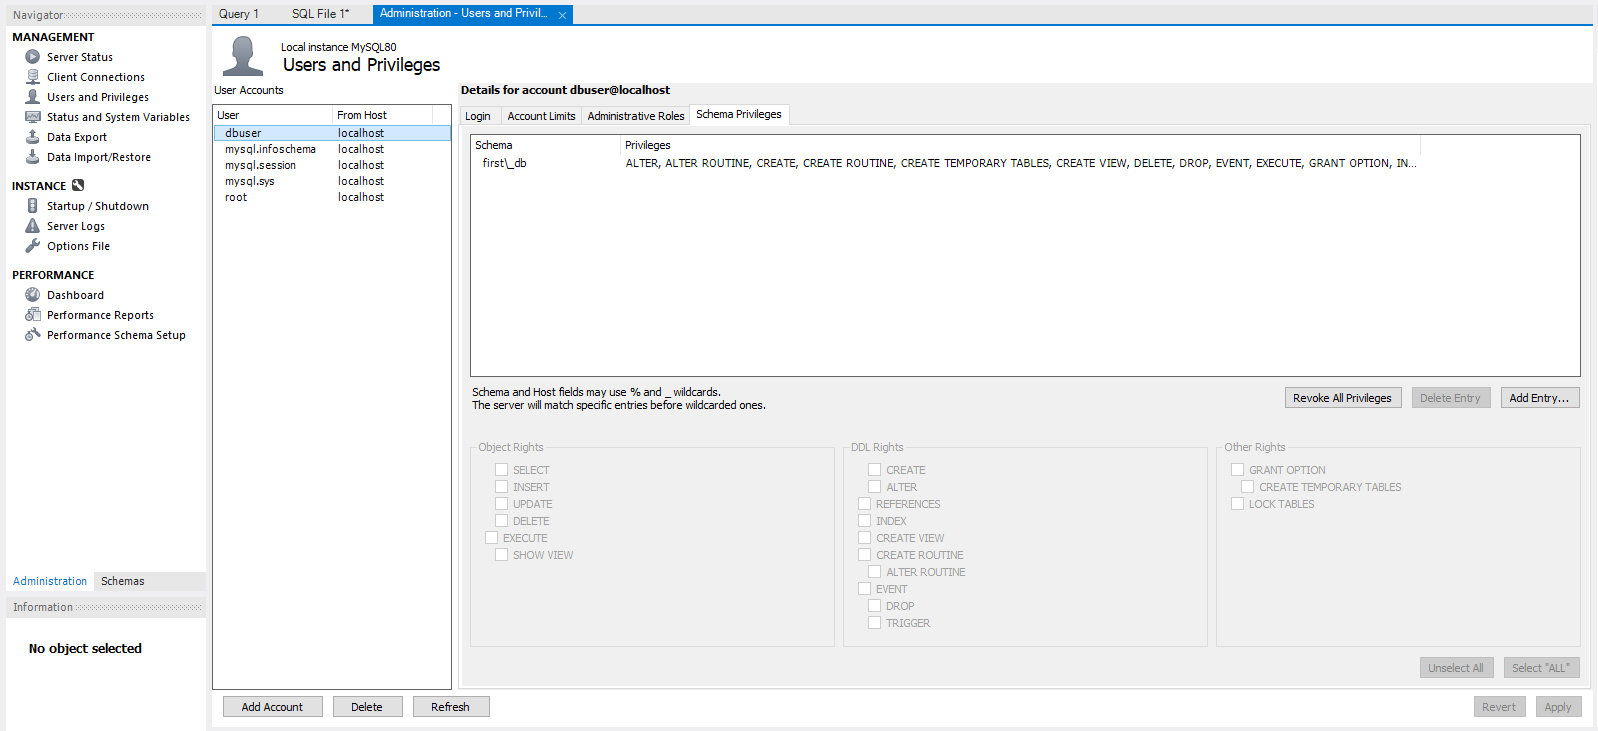 Navigator
MANAGEMENT
Server Status
Client Connections
Users and Privileges
Status and System Variables
Data Export
Data Import/Restore
INSTANCE
Startup / Shutdown
Server Logs
Options File
PERFORMANCE
Dashboard
Performance Reports
Performance Schema Setup
Administration Schemas
Information
No object selected
Query 1 SQL File 1* Administration - Users and Privil...
Local instance MySQL80
Users and Privileges
User Accounts
User From Host
dbuser localhost
mysql.infoschema localhost
mysql.session localhost
mysql.sys localhost
root localhost
Add Account Delete Refresh
Details for account dbuser@localhost
Login Account Limits Administrative Roles Schema Privileges
Schema Privileges
first\_db ALTER, ALTER ROUTINE, CREATE, CREATE ROUTINE, CREATE TEMPORARY TABLES, CREATE VIEW, DELETE, DROP, EVENT, EXECUTE, GRANT OPTION, IN...
Schema and Host fields may use % and _ wildcards.
The server will match specific entries before wildcarded ones.
Revoke All Privileges Delete Entry Add Entry...
Object Rights
SELECT
INSERT
UPDATE
DELETE
EXECUTE
SHOW VIEW
DDL Rights
CREATE
ALTER
REFERENCES
INDEX
CREATE VIEW
CREATE ROUTINE
ALTER ROUTINE
EVENT
DROP
TRIGGER
Other Rights
GRANT OPTION
CREATE TEMPORARY TABLES
LOCK TABLES
Unselect All Select "ALL"
Revert Apply